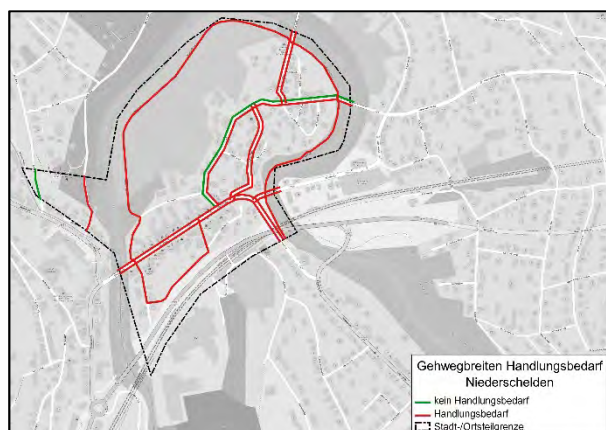 Gehwegbreiten Handlungsbedarf
Niederschelden
kein Handlungsbedarf
Handlungsbedarf
Stadt-/Ortsteilgrenze